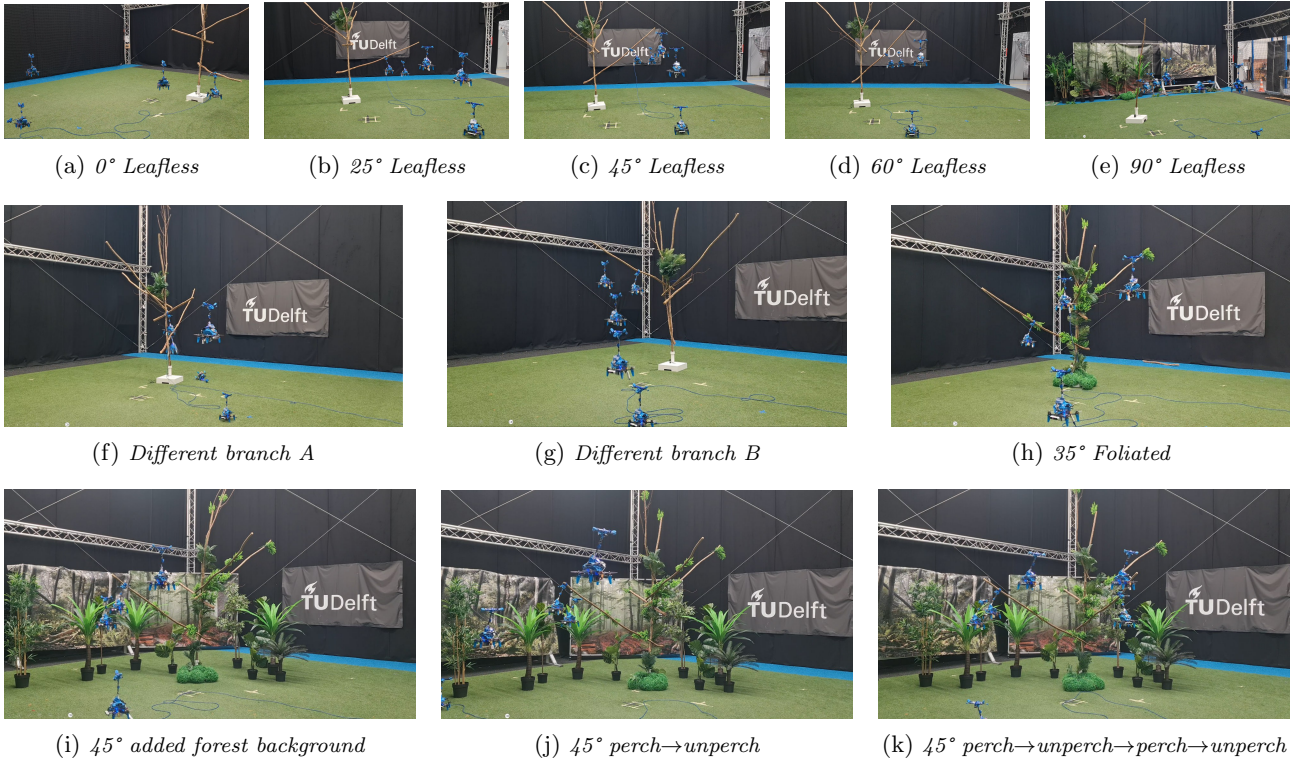 TUDelft
TUDelft
TUDelft
(a) 0° Leafless
(b) 25° Leafless
(c) 45° Leafless
(d) 60° Leafless
(e) 90° Leafless
TUDelft
TUDelft
TUDelft
(f) Different branch A
(g) Different branch B
(h) 35° Foliated
TUDelft
TUDelft
TUDelft
(i) 45° added forest background
(j) 45° perch→unperch
(k) 45° perch→unperch→perch→unperch